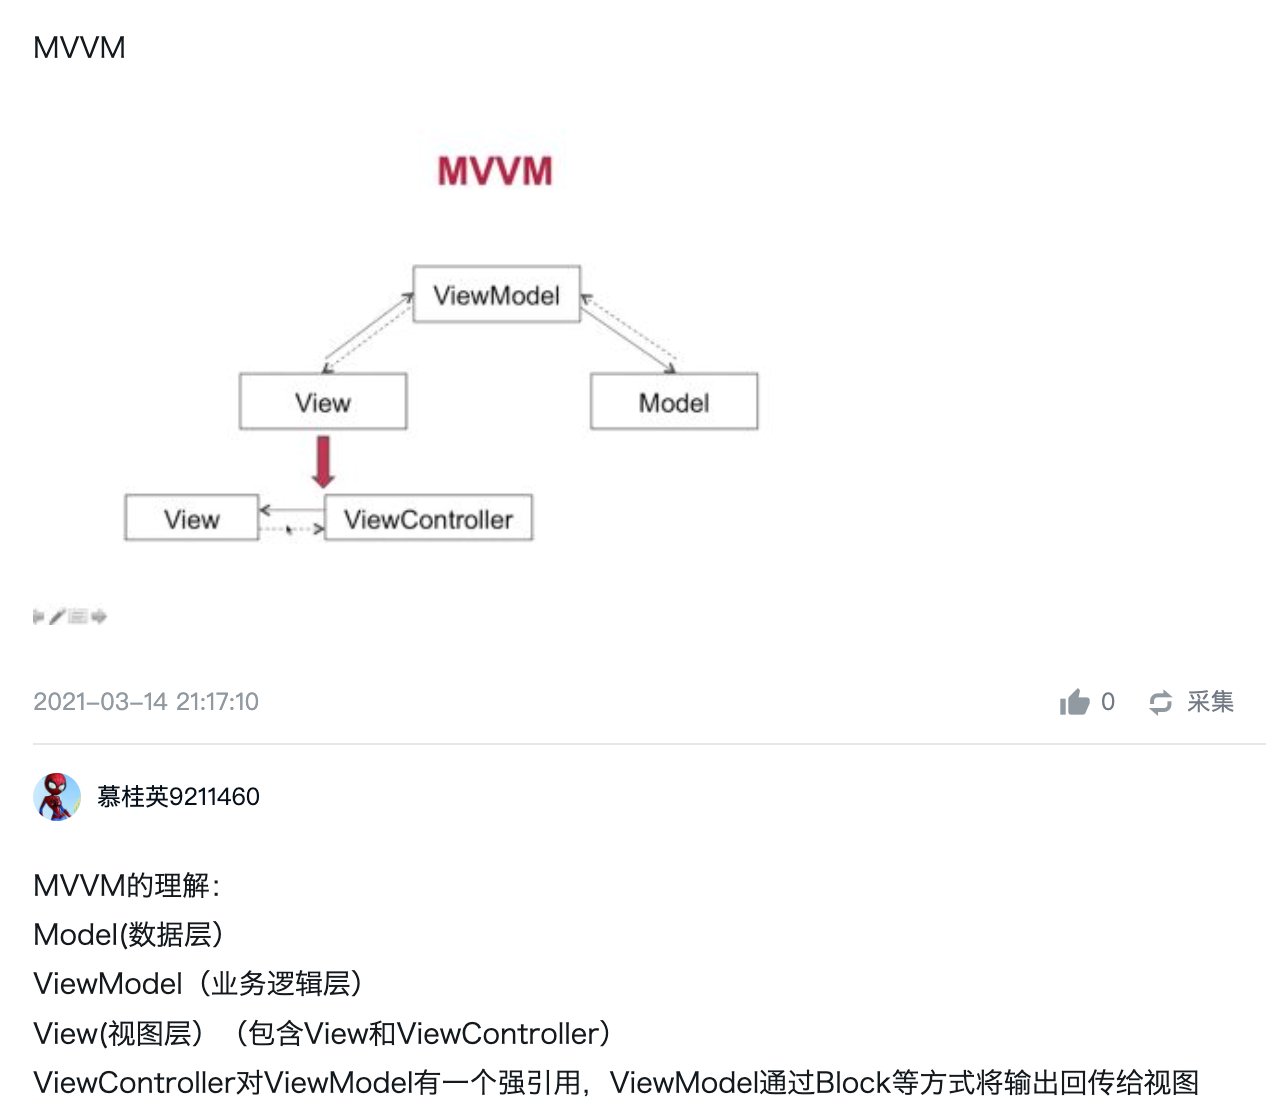 MVVM
MVVM
ViewModel
View
Model
View
ViewController
2021-03-14 21:17:10
0
采集
慕桂英9211460
MVVM的理解：
Model(数据层）
ViewModel（业务逻辑层）
View(视图层）（包含View和ViewController）
ViewController对ViewModel有一个强引用，ViewModel通过Block等方式将输出回传给视图